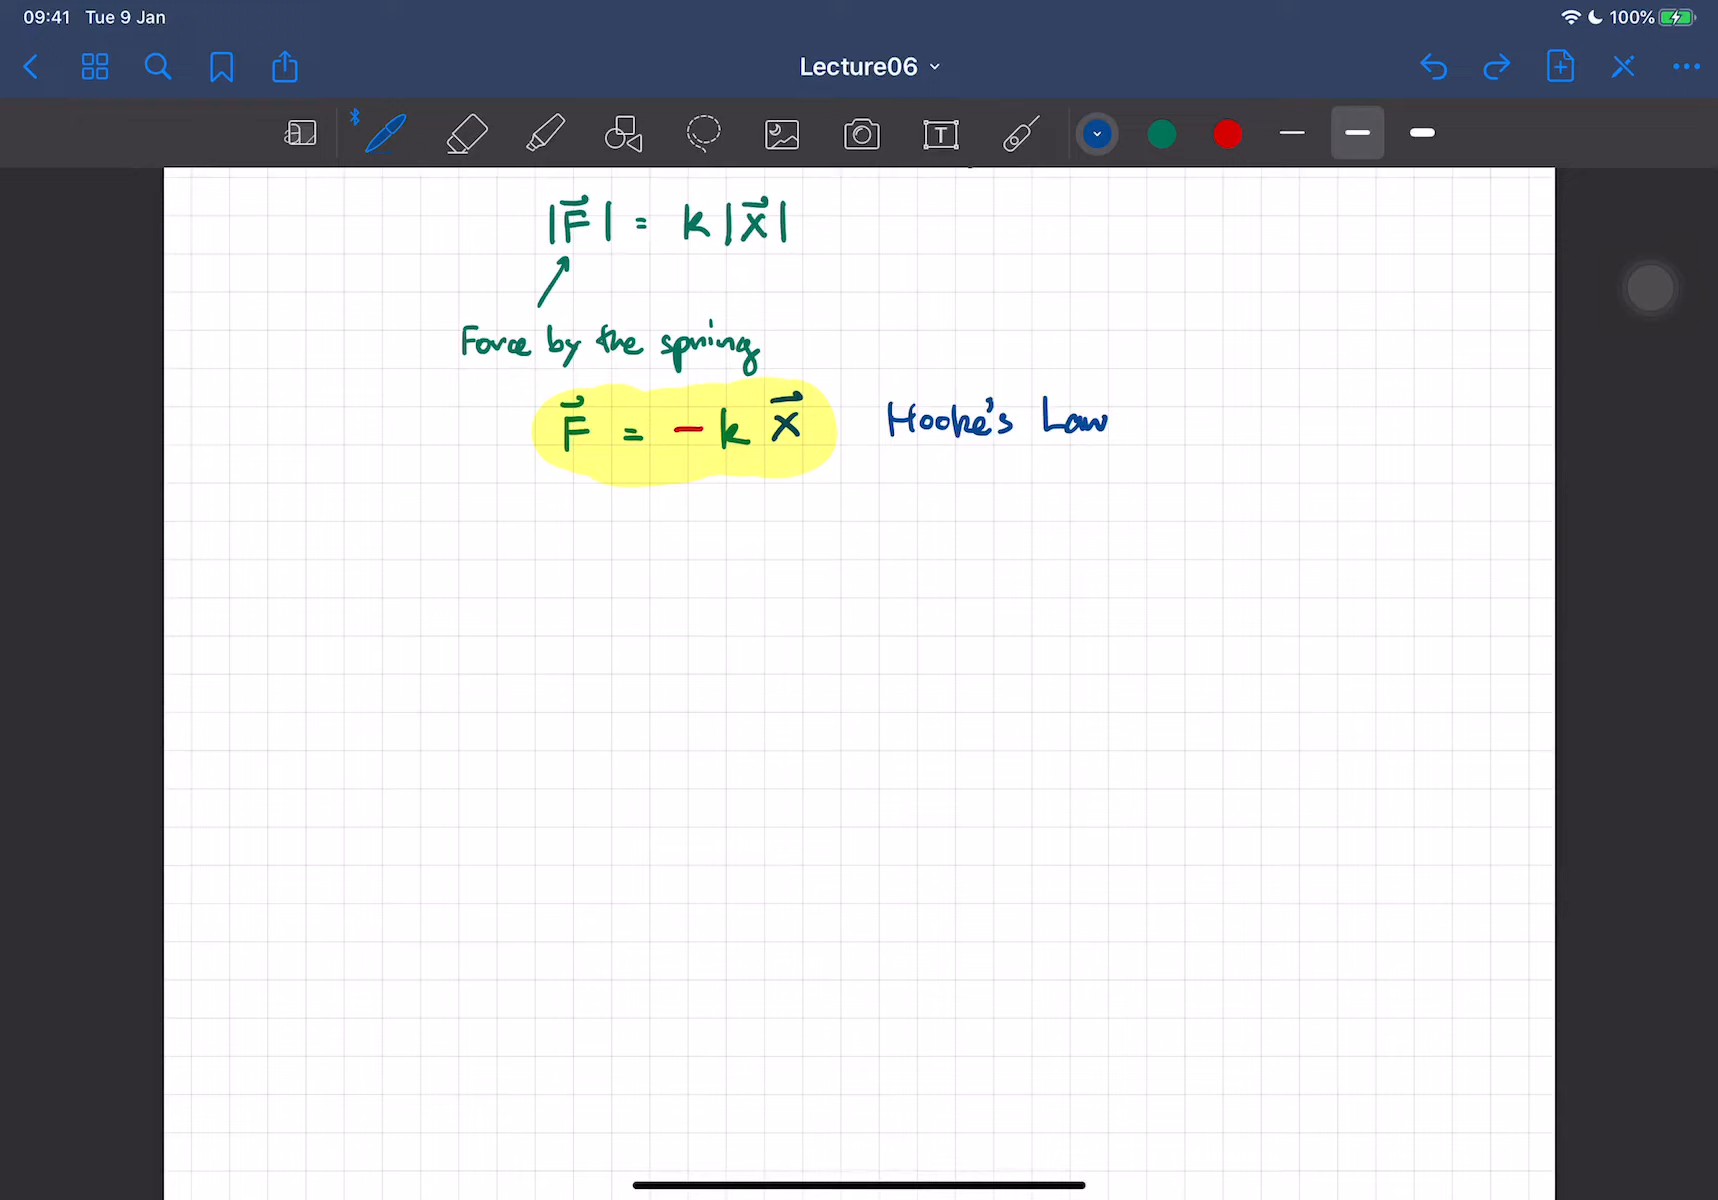 09:41 Tue 9 Jan 100%
Lecture06
T
|F⃗| = k |x⃗|
Force by the spring
F⃗ = - k x⃗ Hooke's Law